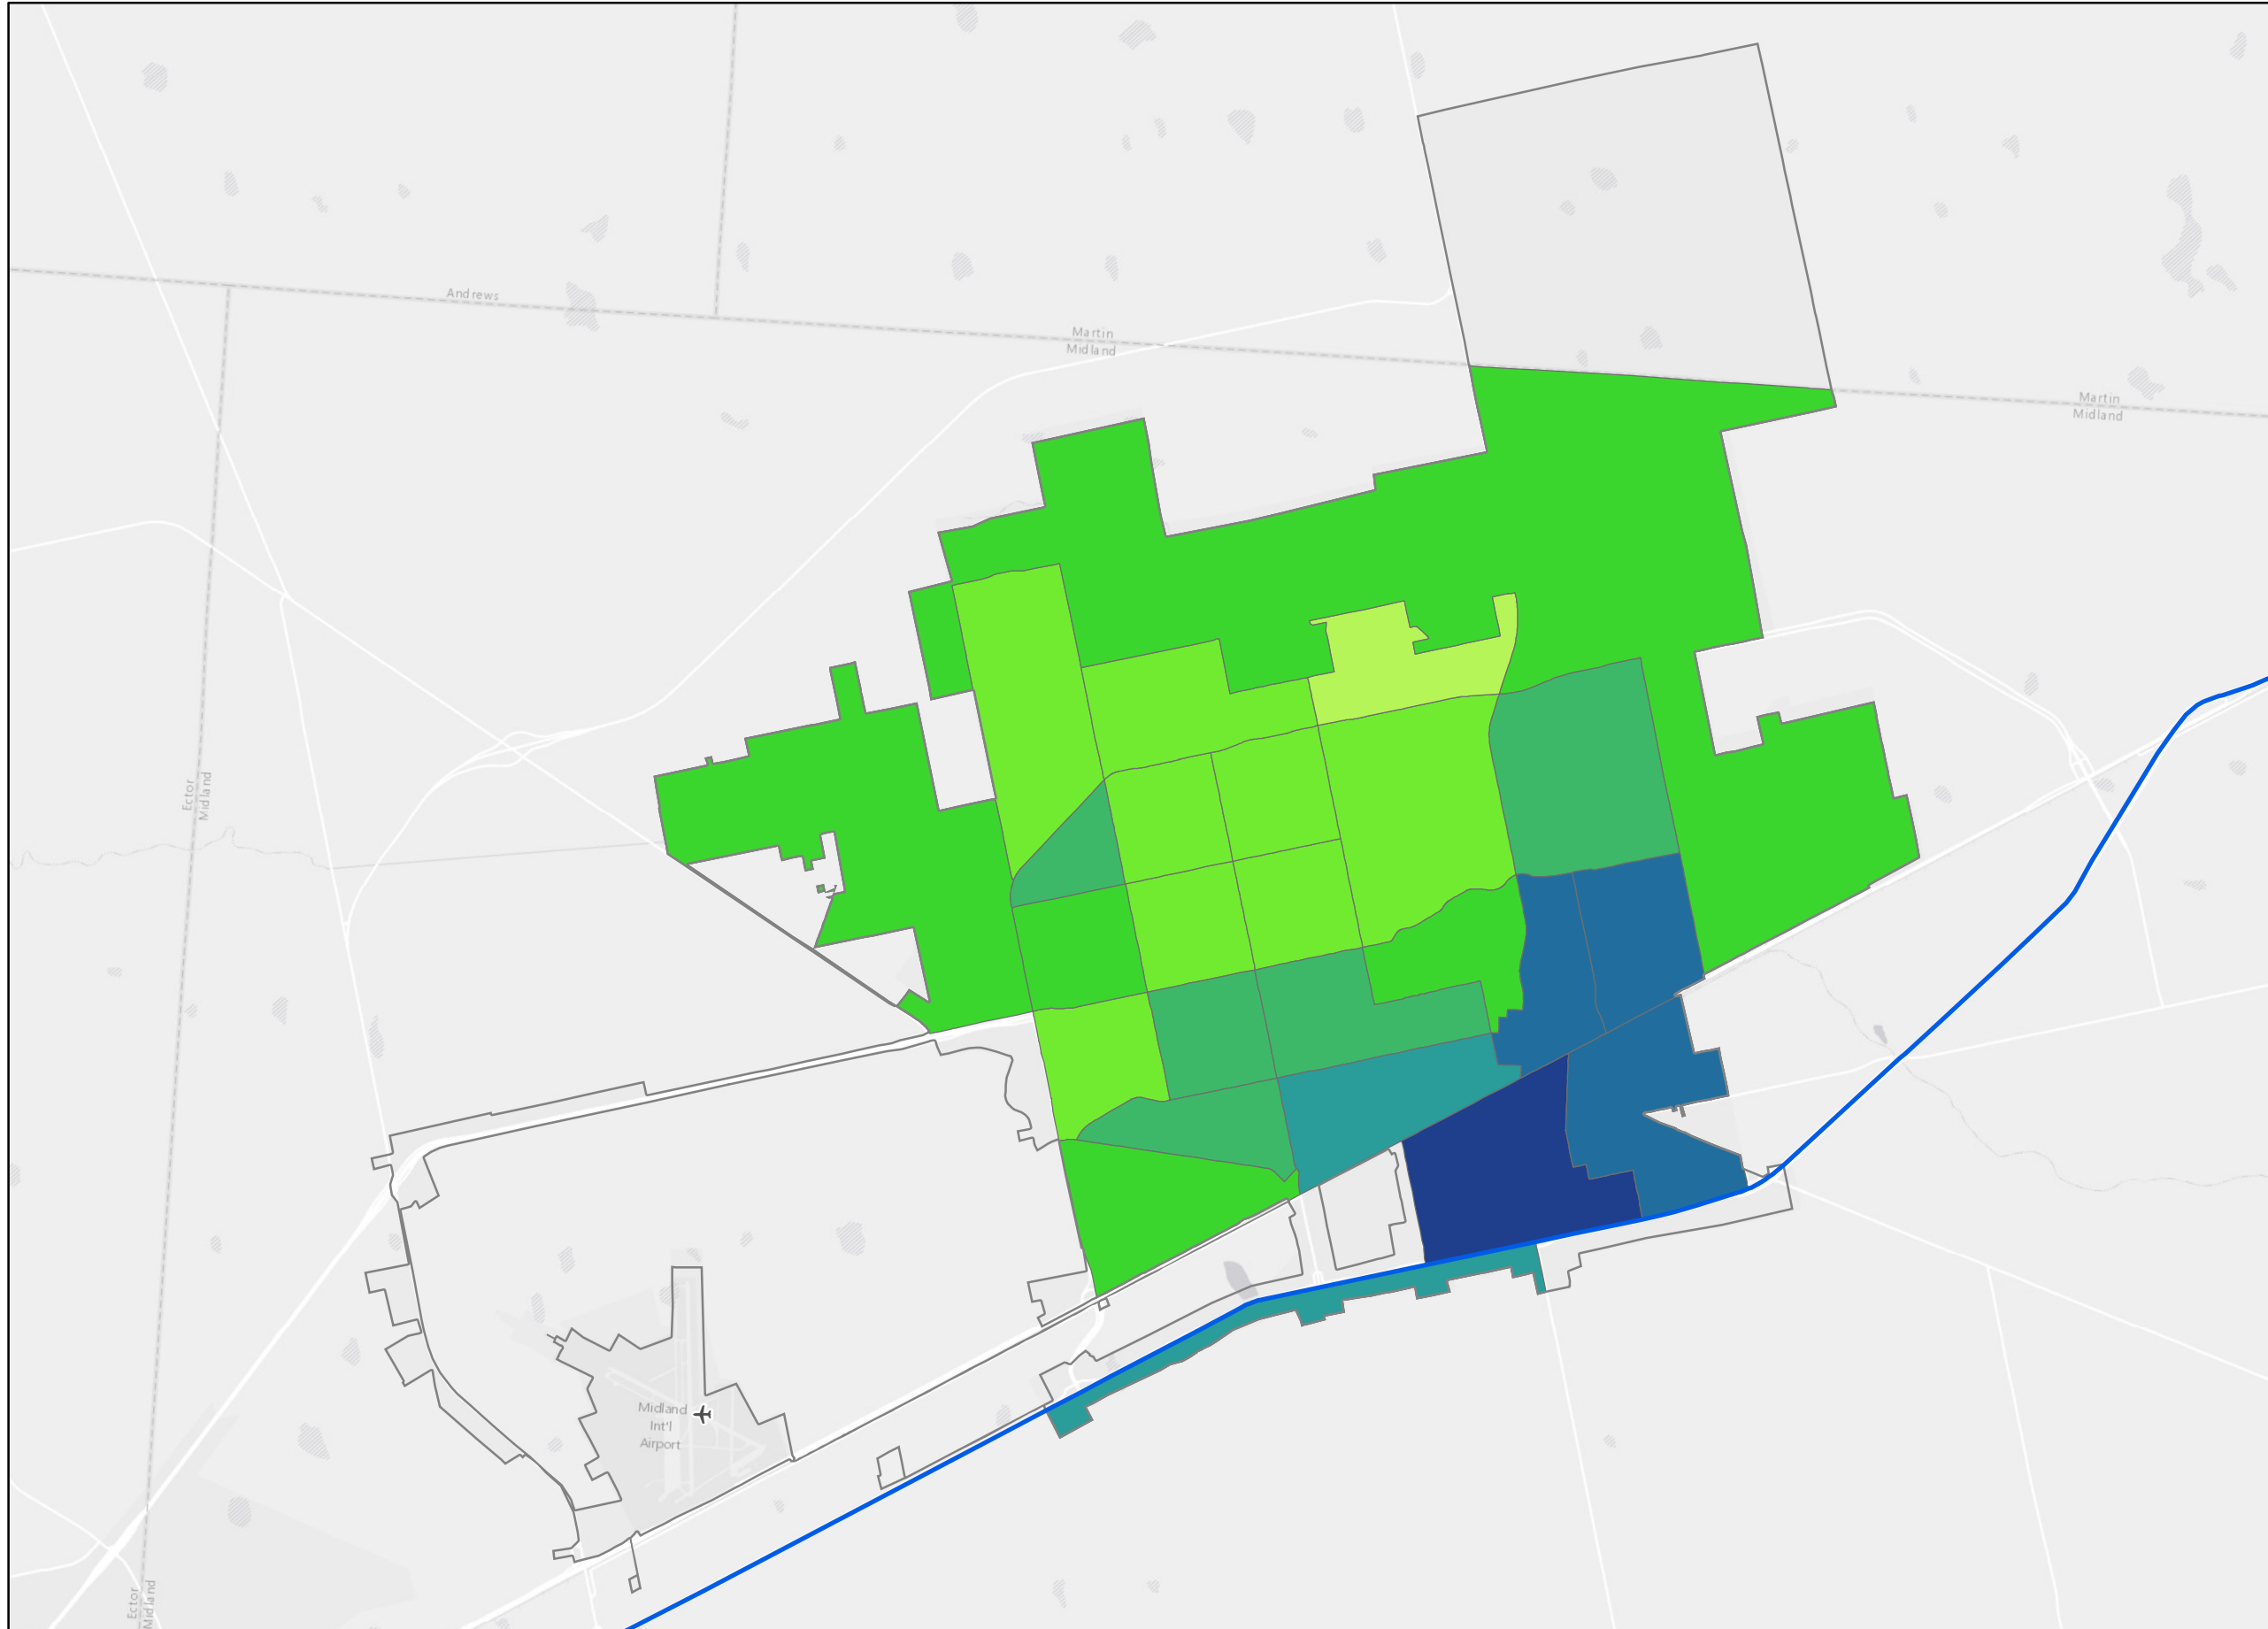 Andrews
Martin
Midland
Martin
Midland
Ector
Midland
Midland
Int'l
Airport
Ector
Midland